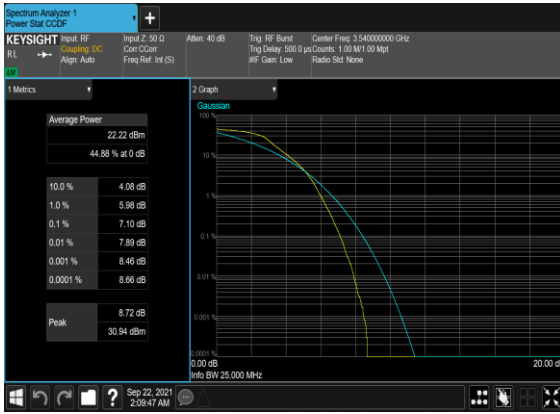 Spectrum Analyzer 1
Power Stat CCDF
KEYSIGHT
RL
LV
Input: RF
Coupling: DC
Align: Auto
Input Z: 50 Ω
Corr CCorr
Freq Ref: Int (S)
Atten: 40 dB
Trig: RF Burst
Trig Delay: 500.0 µs
#IF Gain: Low
Center Freq: 3.540000000 GHz
Counts: 1.00 M/1.00 Mpt
Radio Std: None
1 Metrics
Average Power
22.22 dBm
44.88 % at 0 dB
10.0 % 4.08 dB
1.0 % 5.98 dB
0.1 % 7.10 dB
0.01 % 7.89 dB
0.001 % 8.46 dB
0.0001 % 8.66 dB
Peak 8.72 dB
30.94 dBm
2 Graph
Gaussian
100 %
10 %
1 %
0.1 %
0.01 %
0.001 %
0.0001 %
0.00 dB
20.00 d
Info BW 25.000 MHz
?
Sep 22, 2021
2:09:47 AM